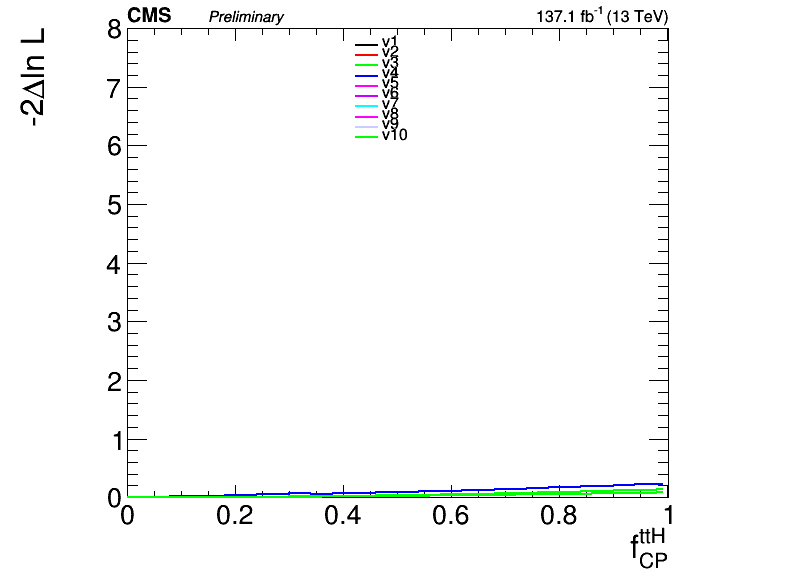 CMS Preliminary 137.1 fb⁻¹ (13 TeV)
-2Δln L
8
7
6
5
4
3
2
1
0
v1
v2
v3
v4
v5
v6
v7
v8
v9
v10
0 0.2 0.4 0.6 0.8 1
f_CP^ttH